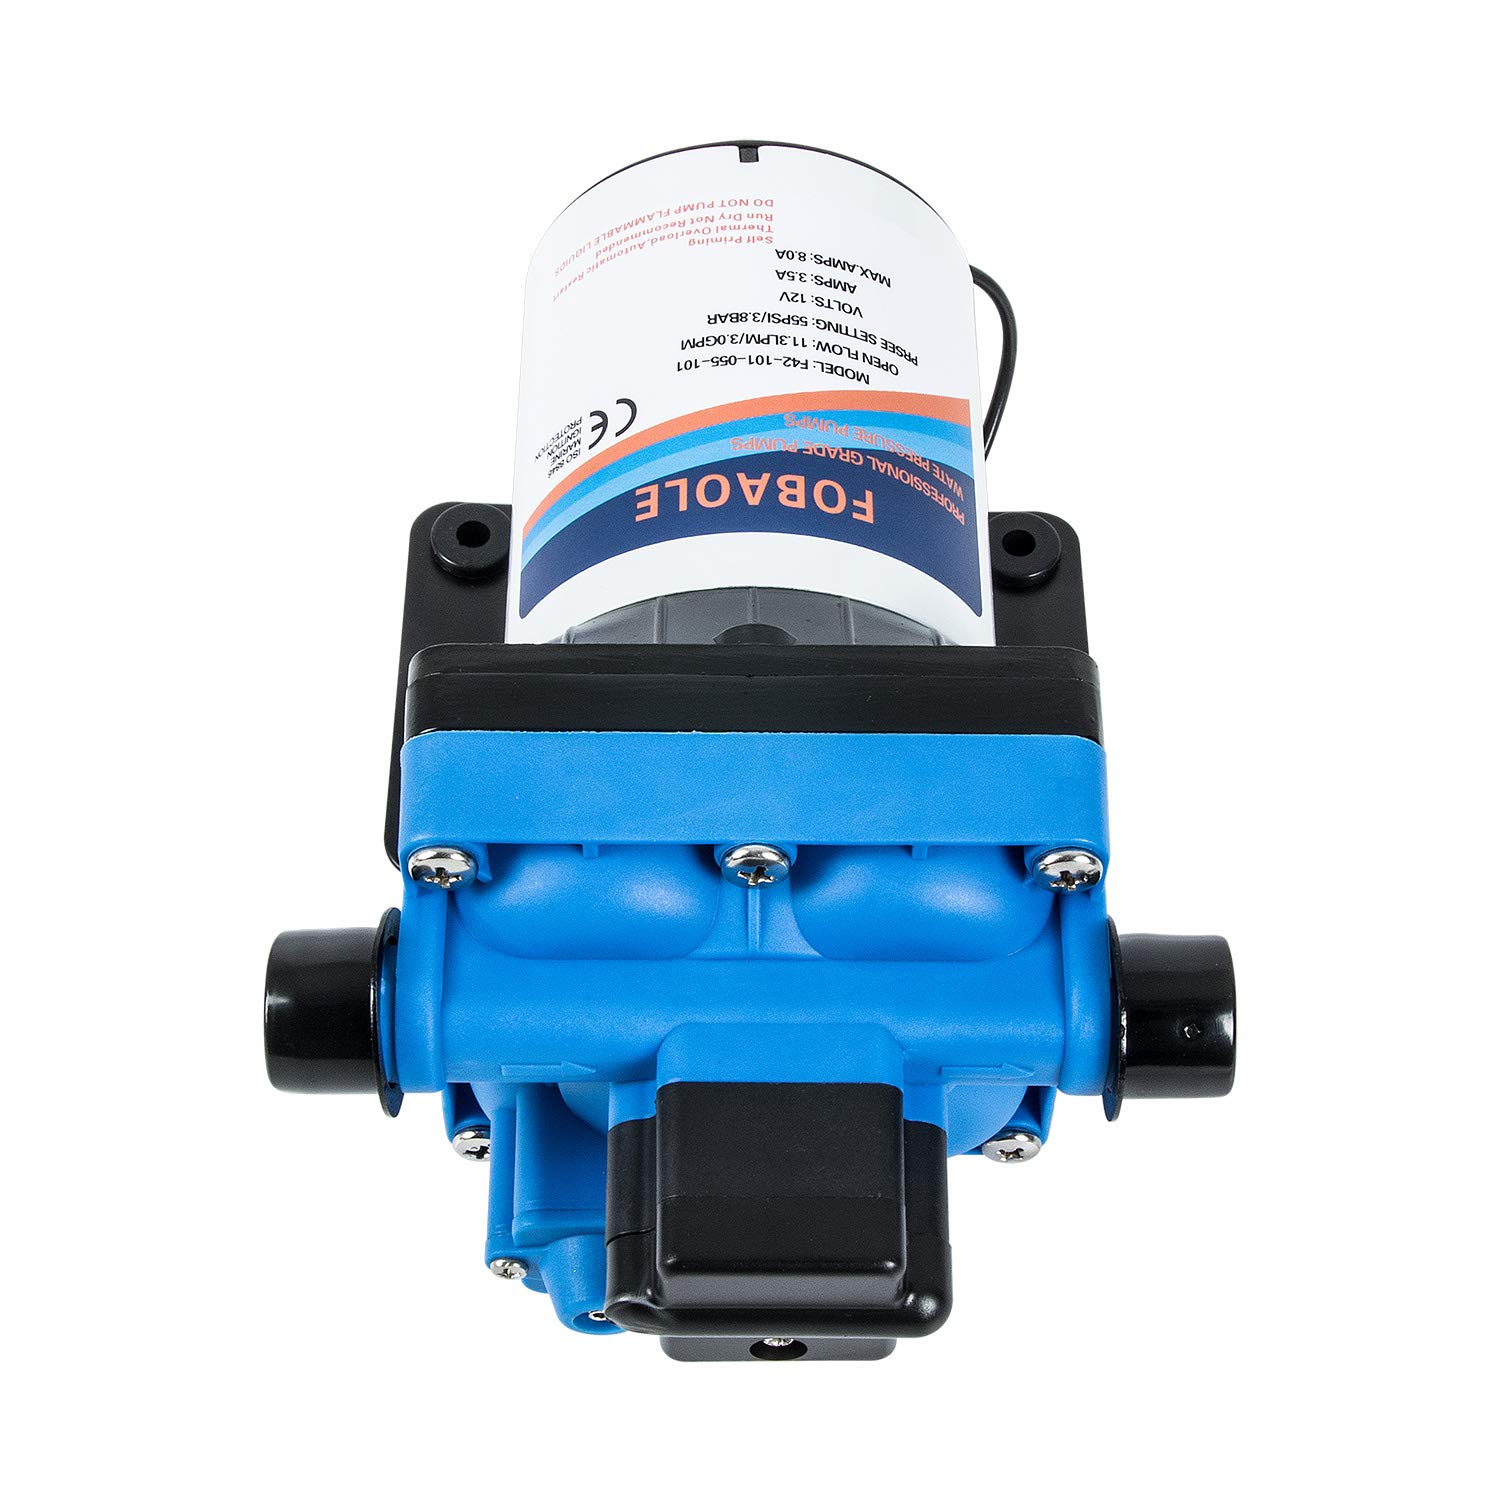 FOBAOLE
PROFESSIONAL GRADE PUMPS
WATE PRESSURE PUMPS
CE
ISO 8846
MARINE
IGNITION
PROTECTION
MODEL: F42-101-055-101
OPEN FLOW: 11.3LPM/3.0GPM
PRSEE SETTING: 55PSI/3.8BAR
VOLTS: 12V
AMPS: 3.5A
MAX.AMPS: 8.0A
Self Priming
Thermal Overload.Automatic Restart
Run Dry Not Recommended
DO NOT PUMP FLAMMABLE LIQUIDS